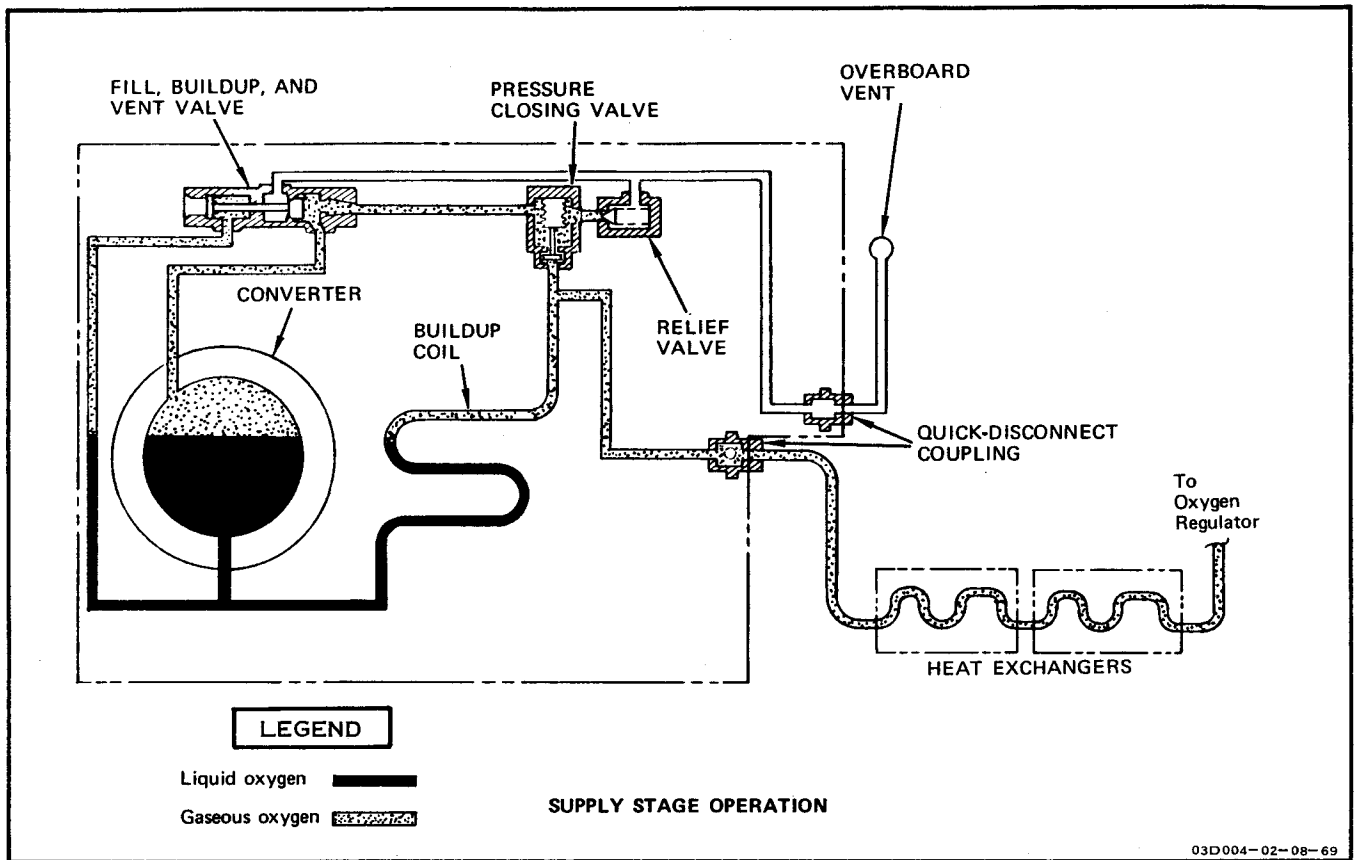 FILL, BUILDUP, AND
VENT VALVE
PRESSURE
CLOSING VALVE
OVERBOARD
VENT
CONVERTER
BUILDUP
COIL
RELIEF
VALVE
QUICK-DISCONNECT
COUPLING
To
Oxygen
Regulator
HEAT EXCHANGERS
LEGEND
Liquid oxygen
Gaseous oxygen
SUPPLY STAGE OPERATION
03D004-02-08-69